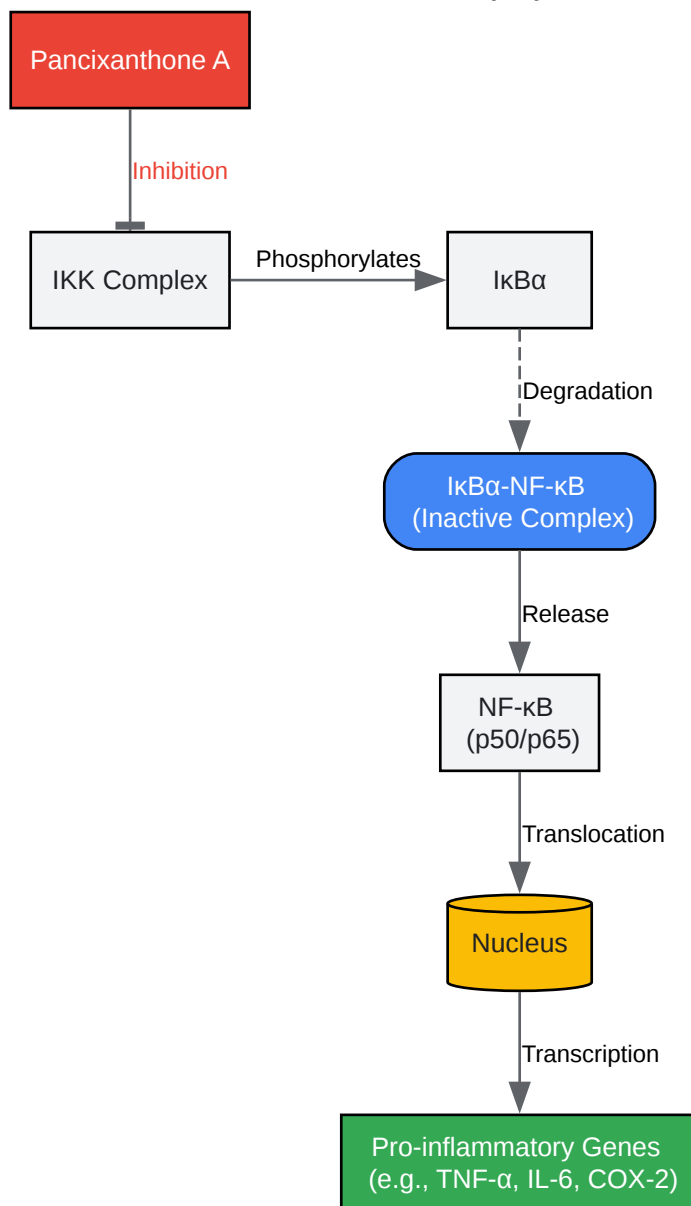 Pancixanthone A
Inhibition
IKK Complex
Phosphorylates
IκBα
Degradation
IκBα-NF-κB
(Inactive Complex)
Release
NF-κB
(p50/p65)
Translocation
Nucleus
Transcription
Pro-inflammatory Genes
(e.g., TNF-α, IL-6, COX-2)